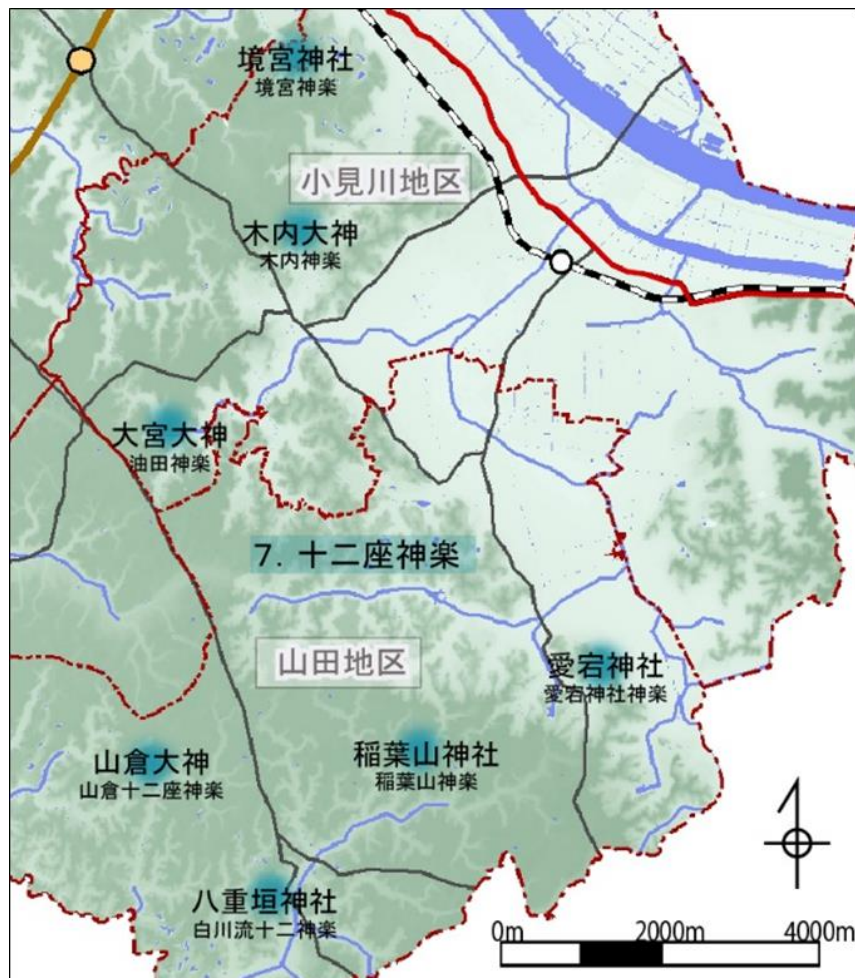 境宮神社
境宮神楽
小見川地区
木内大神
木内神楽
大宮大神
油田神楽
7. 十二座神楽
山田地区
愛宕神社
愛宕神社神楽
稲葉山神社
稲葉山神楽
山倉大神
山倉十二座神楽
八重垣神社
白川流十二神楽
0m
2000m
4000m